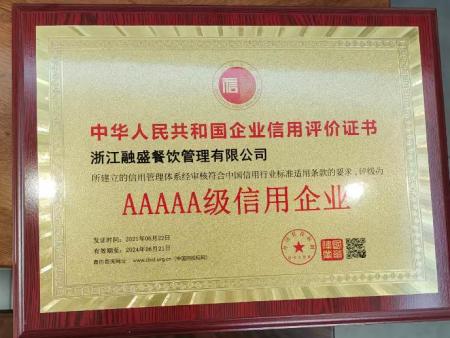 信
中华人民共和国企业信用评价证书
浙江融盛餐饮管理有限公司
所建立的信用管理体系经审核符合中国信用行业标准适用条款的要求,评级为
AAAAA级信用企业
发证时间:2021年06月22日
有效期至:2024年06月21日